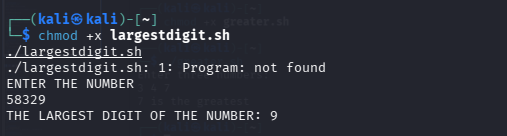 ┌──(kali㉿kali)-[~]
└─$ chmod +x largestdigit.sh
./largestdigit.sh
./largestdigit.sh: 1: Program: not found
ENTER THE NUMBER
58329
THE LARGEST DIGIT OF THE NUMBER: 9